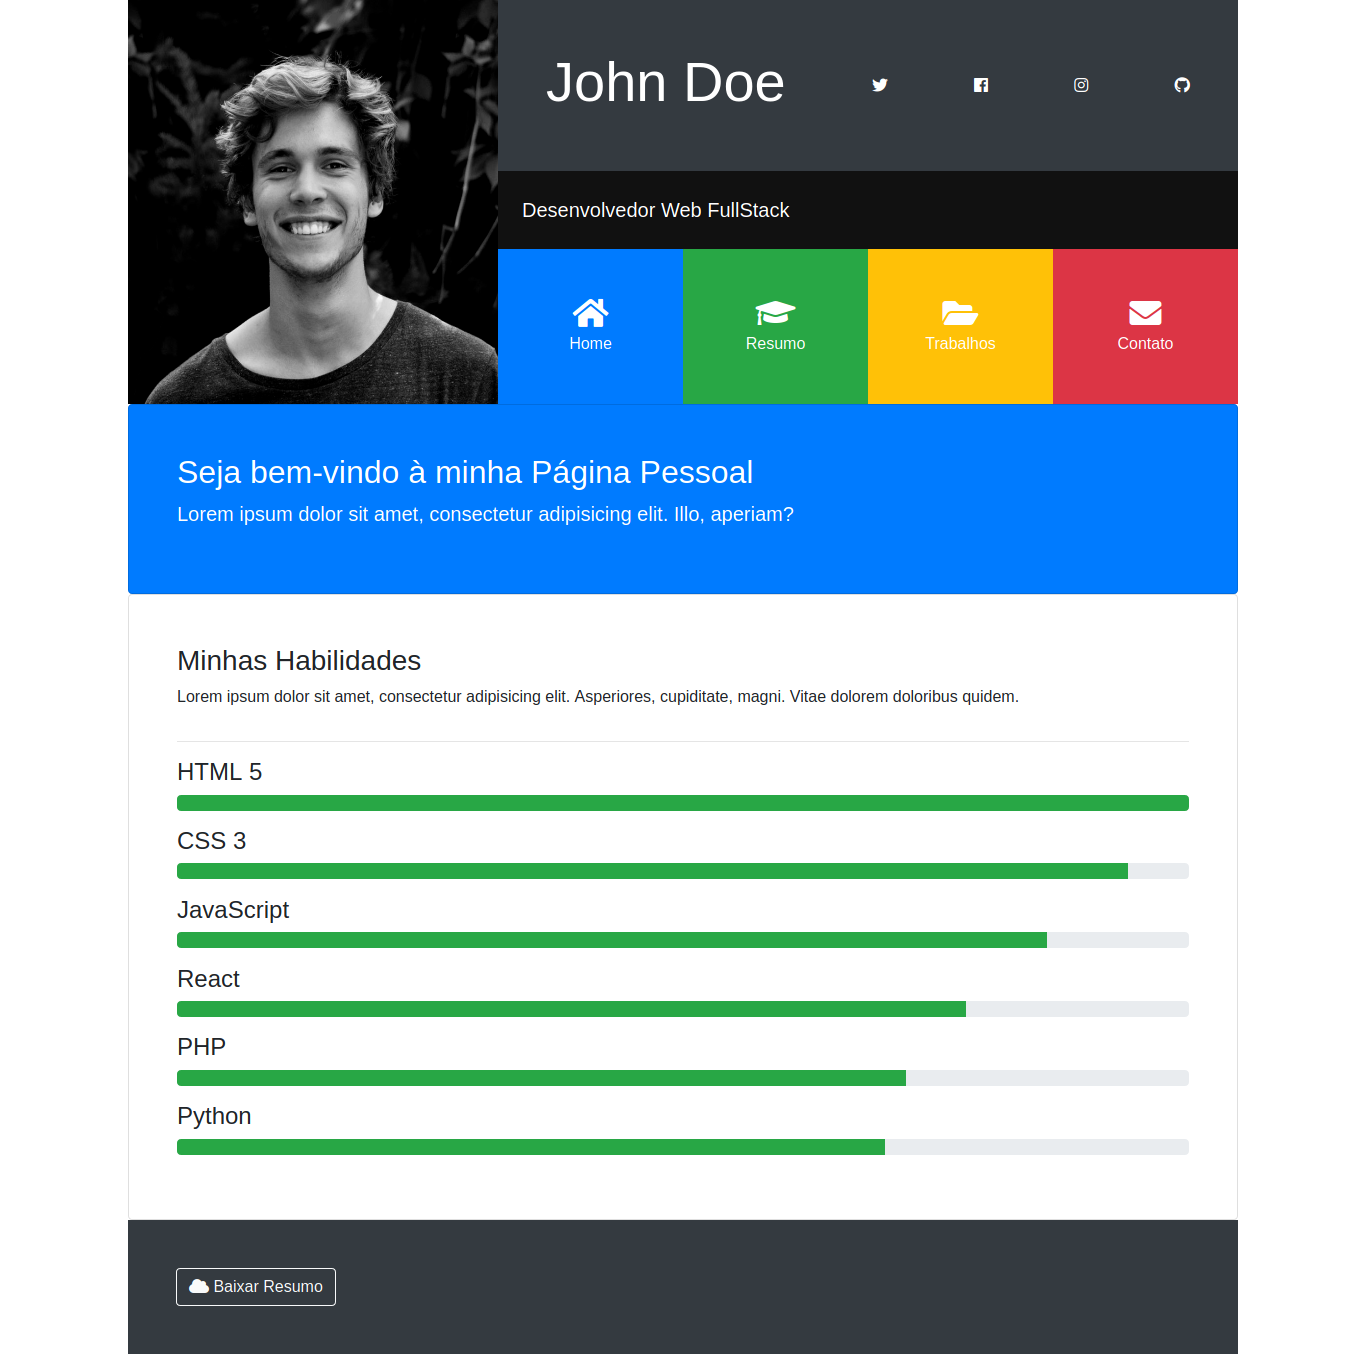 John Doe
Desenvolvedor Web FullStack
Home
Resumo
Trabalhos
Contato
Seja bem-vindo à minha Página Pessoal
Lorem ipsum dolor sit amet, consectetur adipisicing elit. Illo, aperiam?
Minhas Habilidades
Lorem ipsum dolor sit amet, consectetur adipisicing elit. Asperiores, cupiditate, magni. Vitae dolorem doloribus quidem.
HTML 5
CSS 3
JavaScript
React
PHP
Python
Baixar Resumo